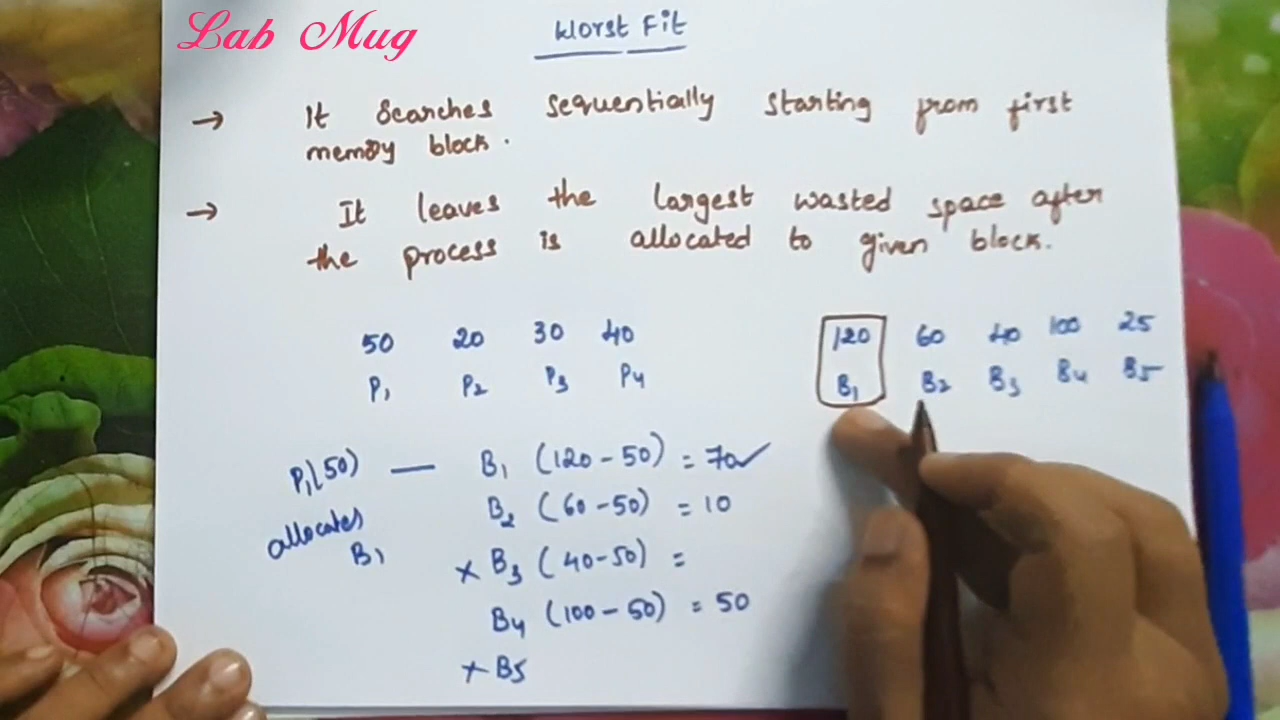 Lab Mug
Worst Fit
→ It searches sequentially starting from first
memory block.
→ It leaves the largest wasted space after
the process is allocated to given block.
50 20 30 40
P1 P2 P3 P4
120 60 40 100 25
B1 B2 B3 B4 B5
P1(50) — B1 (120-50) = 70✓
B2 (60-50) = 10
allocates
B1
× B3 (40-50) =
B4 (100-50) = 50
× B5